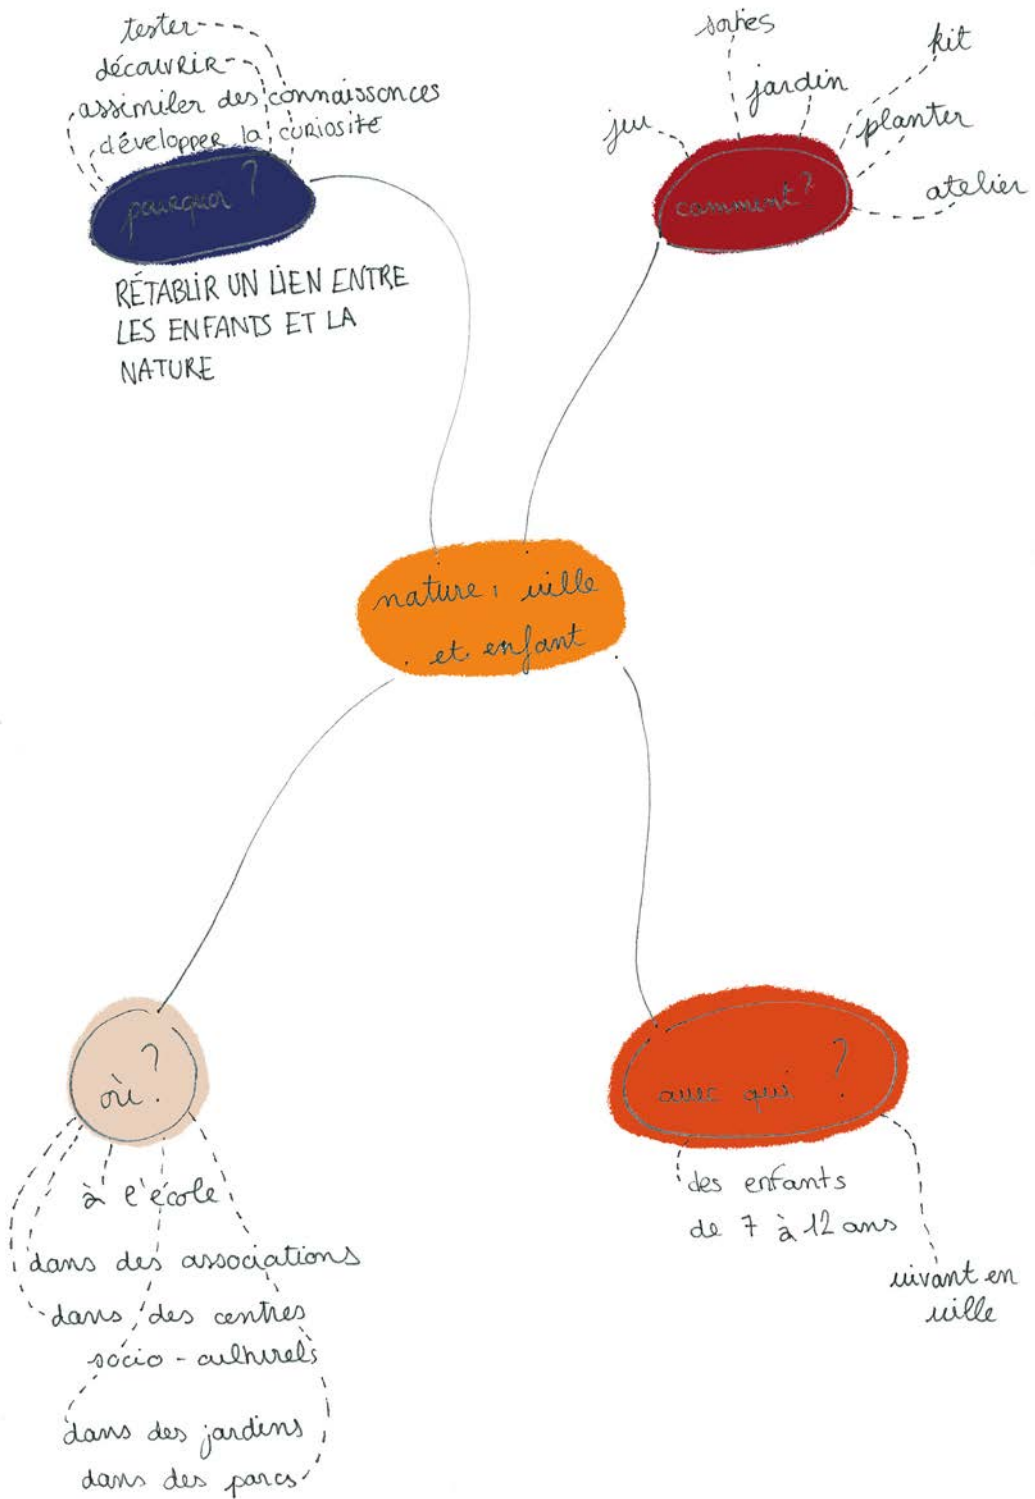 tester
découvrir
assimiler des connaissances
développer la curiosité
pourquoi ?
RÉTABLIR UN LIEN ENTRE
LES ENFANTS ET LA
NATURE
sorties
kit
jardin
jeu
planter
comment ?
atelier
nature, ville
et enfant
où ?
à l'école
dans des associations
dans des centres
socio-culturels
dans des jardins
dans des parcs
avec qui ?
des enfants
de 7 à 12 ans
vivant en
ville